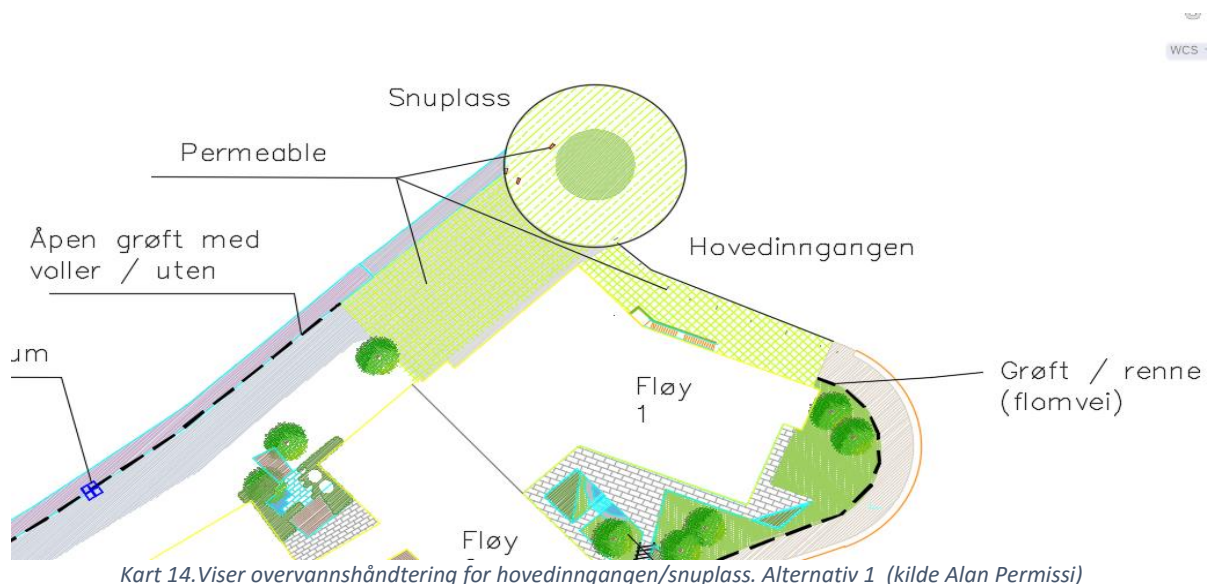 WCS
Snuplass
Permeable
Åpen grøft med
voller / uten
Hovedinngangen
um
Fløy
1
Grøft / renne
(flomvei)
Fløy
Kart 14.Viser overvannshåndtering for hovedinngangen/snuplass. Alternativ 1 (kilde Alan Permissi)